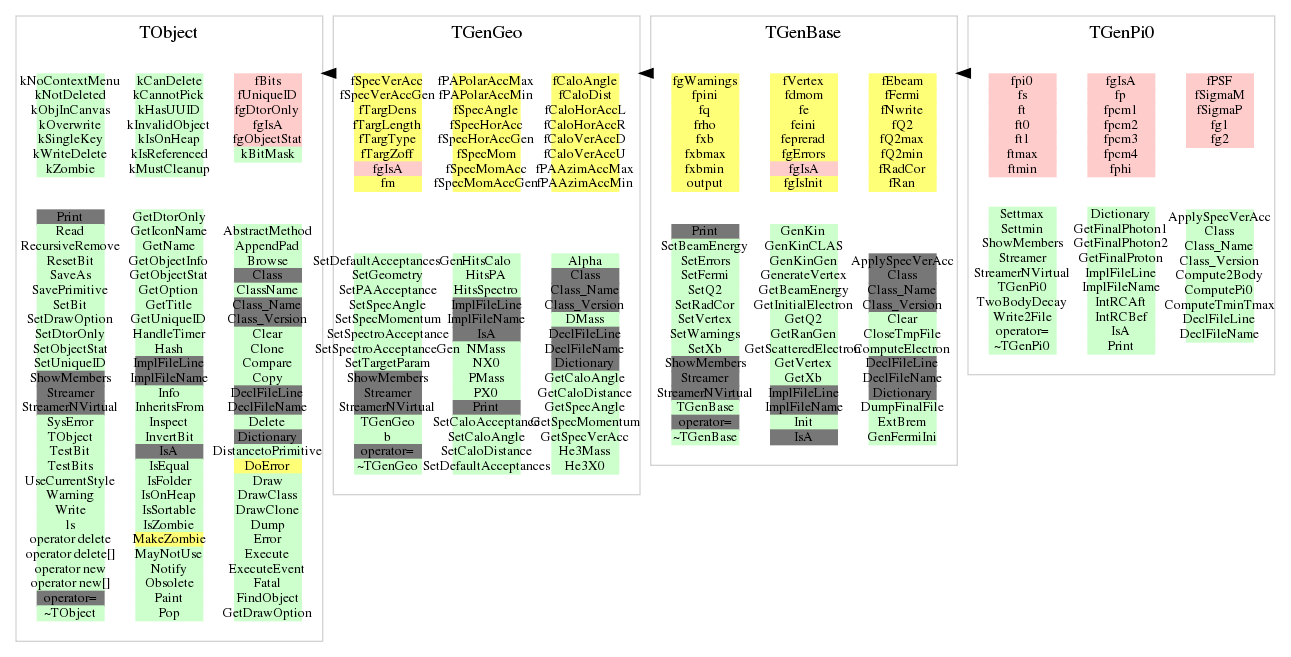 TObject
kNoContextMenu
kNotDeleted
kObjInCanvas
kOverwrite
kSingleKey
kWriteDelete
kZombie
kCanDelete
kCannotPick
kHasUUID
kInvalidObject
kIsOnHeap
kIsReferenced
kMustCleanup
fBits
fUniqueID
fgDtorOnly
fgIsA
fgObjectStat
kBitMask
Print
Read
RecursiveRemove
ResetBit
SaveAs
SavePrimitive
SetBit
SetDrawOption
SetDtorOnly
SetObjectStat
SetUniqueID
ShowMembers
Streamer
StreamerNVirtual
SysError
TObject
TestBit
TestBits
UseCurrentStyle
Warning
Write
ls
operator delete
operator delete[]
operator new
operator new[]
operator=
~TObject
GetDtorOnly
GetIconName
GetName
GetObjectInfo
GetObjectStat
GetOption
GetTitle
GetUniqueID
HandleTimer
Hash
ImplFileLine
ImplFileName
Info
InheritsFrom
Inspect
InvertBit
IsA
IsEqual
IsFolder
IsOnHeap
IsSortable
IsZombie
MakeZombie
MayNotUse
Notify
Obsolete
Paint
Pop
AbstractMethod
AppendPad
Browse
Class
ClassName
Class_Name
Class_Version
Clear
Clone
Compare
Copy
DeclFileLine
DeclFileName
Delete
Dictionary
DistancetoPrimitive
DoError
Draw
DrawClass
DrawClone
Dump
Error
Execute
ExecuteEvent
Fatal
FindObject
GetDrawOption
TGenGeo
fSpecVerAcc
fSpecVerAccGen
fTargDens
fTargLength
fTargType
fTargZoff
fgIsA
fm
fPAPolarAccMax
fPAPolarAccMin
fSpecAngle
fSpecHorAcc
fSpecHorAccGen
fSpecMom
fSpecMomAcc
fSpecMomAccGen
fCaloAngle
fCaloDist
fCaloHorAccL
fCaloHorAccR
fCaloVerAccD
fCaloVerAccU
fPAAzimAccMax
fPAAzimAccMin
SetDefaultAcceptances
SetGeometry
SetPAAcceptance
SetSpecAngle
SetSpecMomentum
SetSpectroAcceptance
SetSpectroAcceptanceGen
SetTargetParam
ShowMembers
Streamer
StreamerNVirtual
TGenGeo
b
operator=
~TGenGeo
GenHitsCalo
HitsPA
HitsSpectro
ImplFileLine
ImplFileName
IsA
NMass
NX0
PMass
PX0
Print
SetCaloAcceptance
SetCaloAngle
SetCaloDistance
SetDefaultAcceptances
Alpha
Class
Class_Name
Class_Version
DMass
DeclFileLine
DeclFileName
Dictionary
GetCaloAngle
GetCaloDistance
GetSpecAngle
GetSpecMomentum
GetSpecVerAcc
He3Mass
He3X0
TGenBase
fgWarnings
fpini
fq
frho
fxb
fxbmax
fxbmin
output
fVertex
fdmom
fe
feini
feprerad
fgErrors
fgIsA
fgIsInit
fEbeam
fFermi
fNwrite
fQ2
fQ2max
fQ2min
fRadCor
fRan
Print
SetBeamEnergy
SetErrors
SetFermi
SetQ2
SetRadCor
SetVertex
SetWarnings
SetXb
ShowMembers
Streamer
StreamerNVirtual
TGenBase
operator=
~TGenBase
GenKin
GenKinCLAS
GenKinGen
GenerateVertex
GetBeamEnergy
GetInitialElectron
GetQ2
GetRanGen
GetScatteredElectron
GetVertex
GetXb
ImplFileLine
ImplFileName
Init
IsA
ApplySpecVerAcc
Class
Class_Name
Class_Version
Clear
CloseTmpFile
ComputeElectron
DeclFileLine
DeclFileName
Dictionary
DumpFinalFile
ExtBrem
GenFermiIni
TGenPi0
fpi0
fs
ft
ft0
ft1
ftmax
ftmin
fgIsA
fp
fpcm1
fpcm2
fpcm3
fpcm4
fphi
fPSF
fSigmaM
fSigmaP
fg1
fg2
Settmax
Settmin
ShowMembers
Streamer
StreamerNVirtual
TGenPi0
TwoBodyDecay
Write2File
operator=
~TGenPi0
Dictionary
GetFinalPhoton1
GetFinalPhoton2
GetFinalProton
ImplFileLine
ImplFileName
IntRCAft
IntRCBef
IsA
Print
ApplySpecVerAcc
Class
Class_Name
Class_Version
Compute2Body
ComputePi0
ComputeTminTmax
DeclFileLine
DeclFileName